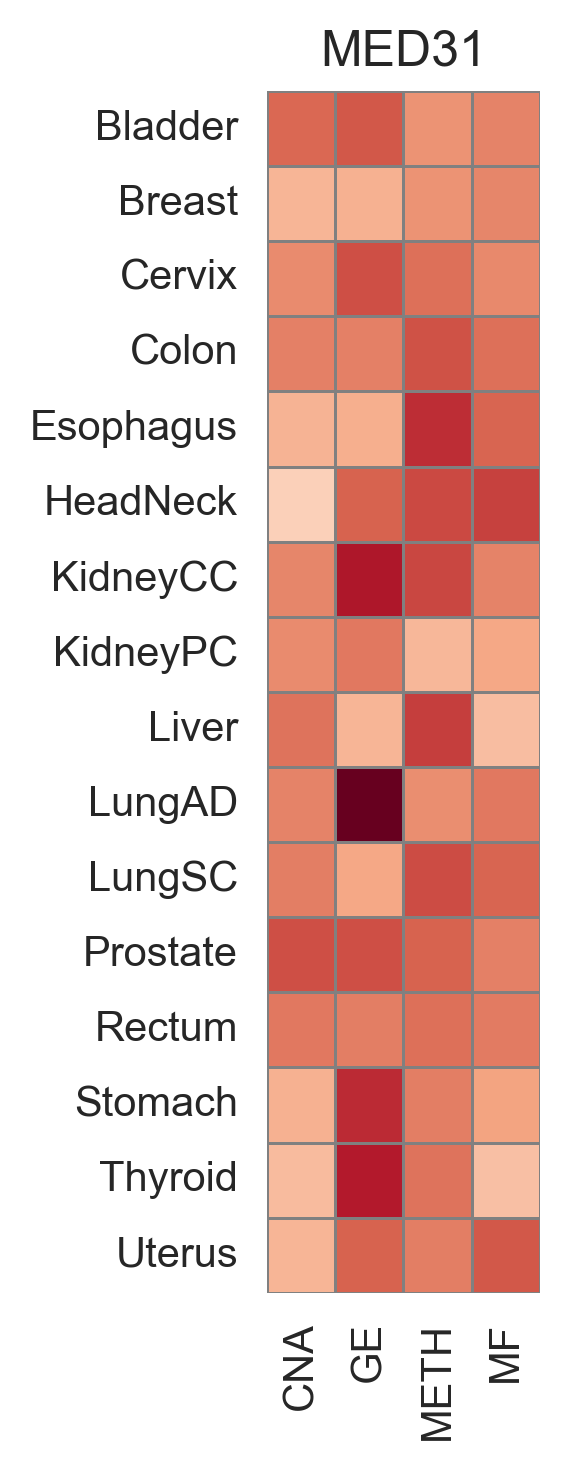 MED31
Bladder
Breast
Cervix
Colon
Esophagus
HeadNeck
KidneyCC
KidneyPC
Liver
LungAD
LungSC
Prostate
Rectum
Stomach
Thyroid
Uterus
CNA
GE
METH
MF